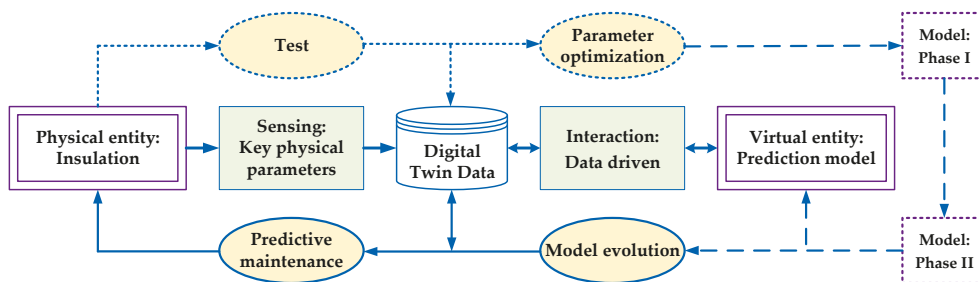 Test
Parameter
optimization
Model:
Phase I
Physical entity:
Insulation
Sensing:
Key physical
parameters
Digital
Twin Data
Interaction:
Data driven
Virtual entity:
Prediction model
Predictive
maintenance
Model evolution
Model:
Phase II